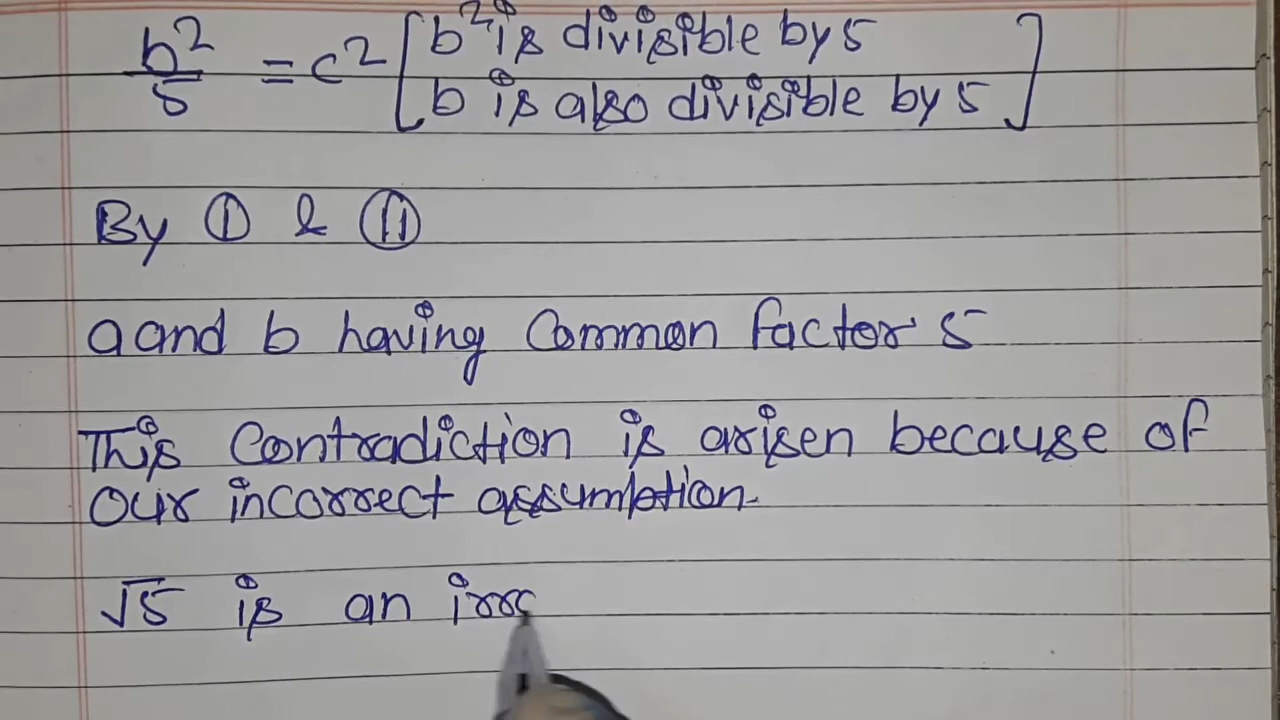 b²/5 = c² [b² is divisible by 5
b is also divisible by 5]
By Ⓘ & Ⓘⓘ
a and b having Common factor 5
This Contradiction is arisen because of
our incorrect assumption.
√5 is an irra